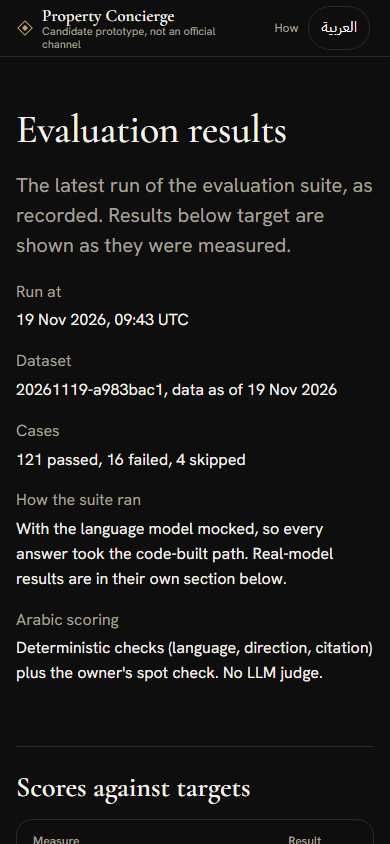 Property Concierge
Candidate prototype, not an official
channel
How
العربية
Evaluation results
The latest run of the evaluation suite, as
recorded. Results below target are
shown as they were measured.
Run at
19 Nov 2026, 09:43 UTC
Dataset
20261119-a983bac1, data as of 19 Nov 2026
Cases
121 passed, 16 failed, 4 skipped
How the suite ran
With the language model mocked, so every
answer took the code-built path. Real-model
results are in their own section below.
Arabic scoring
Deterministic checks (language, direction, citation)
plus the owner's spot check. No LLM judge.
Scores against targets
Measure Result